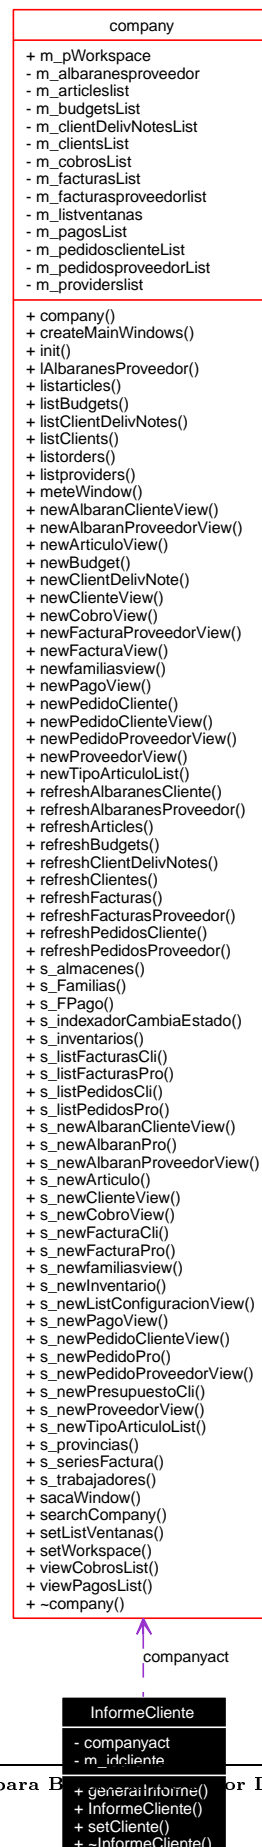 company
+ m_pWorkspace
- m_albaranesproveedor
- m_articleslist
- m_budgetsList
- m_clientDelivNotesList
- m_clientsList
- m_cobrosList
- m_facturasList
- m_facturasproveedorlist
- m_listventanas
- m_pagosList
- m_pedidosclienteList
- m_pedidosproveedorList
- m_providerslist
+ company()
+ createMainWindows()
+ init()
+ lAlbaranesProveedor()
+ listarticles()
+ listBudgets()
+ listClientDelivNotes()
+ listClients()
+ listorders()
+ listproviders()
+ meteWindow()
+ newAlbaranClienteView()
+ newAlbaranProveedorView()
+ newArticuloView()
+ newBudget()
+ newClientDelivNote()
+ newClienteView()
+ newCobroView()
+ newFacturaProveedorView()
+ newFacturaView()
+ newfamiliasview()
+ newPagoView()
+ newPedidoCliente()
+ newPedidoClienteView()
+ newPedidoProveedorView()
+ newProveedorView()
+ newTipoArticuloList()
+ refreshAlbaranesCliente()
+ refreshAlbaranesProveedor()
+ refreshArticles()
+ refreshBudgets()
+ refreshClientDelivNotes()
+ refreshClientes()
+ refreshFacturas()
+ refreshFacturasProveedor()
+ refreshPedidosCliente()
+ refreshPedidosProveedor()
+ s_almacenes()
+ s_Familias()
+ s_FPago()
+ s_indexadorCambiaEstado()
+ s_inventarios()
+ s_listFacturasCli()
+ s_listFacturasPro()
+ s_listPedidosCli()
+ s_listPedidosPro()
+ s_newAlbaranClienteView()
+ s_newAlbaranPro()
+ s_newAlbaranProveedorView()
+ s_newArticulo()
+ s_newClienteView()
+ s_newCobroView()
+ s_newFacturaCli()
+ s_newFacturaPro()
+ s_newfamiliasview()
+ s_newInventario()
+ s_newListConfiguracionView()
+ s_newPagoView()
+ s_newPedidoClienteView()
+ s_newPedidoPro()
+ s_newPedidoProveedorView()
+ s_newPresupuestoCli()
+ s_newProveedorView()
+ s_newTipoArticuloList()
+ s_provincias()
+ s_seriesFactura()
+ s_trabajadores()
+ sacaWindow()
+ searchCompany()
+ setListVentanas()
+ setWorkspace()
+ viewCobrosList()
+ viewPagosList()
+ ~company()
companyact
InformeCliente
- companyact
- m_idcliente
para B or
+ generarInforme()
+ InformeCliente()
+ setCliente()
+ ~InformeCliente()